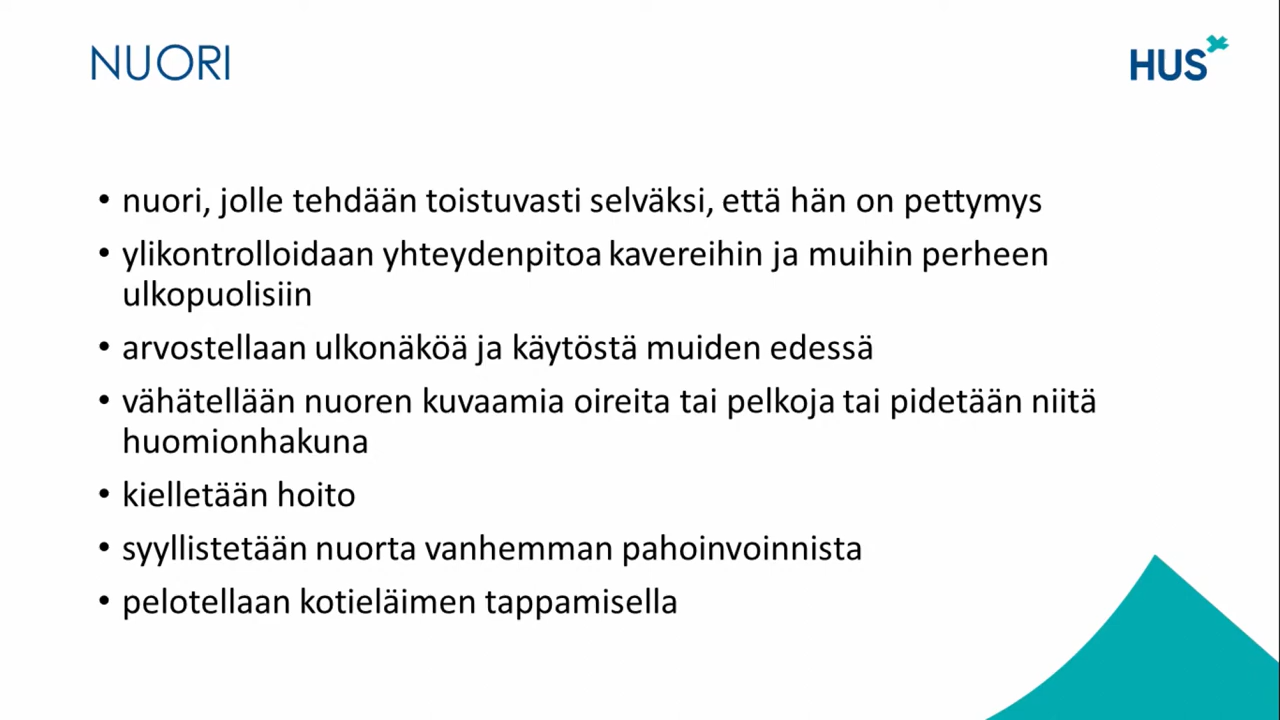 NUORI
HUS
• nuori, jolle tehdään toistuvasti selväksi, että hän on pettymys
• ylikontrolloidaan yhteydenpitoa kavereihin ja muihin perheen
ulkopuolisiin
• arvostellaan ulkonäköä ja käytöstä muiden edessä
• vähätellään nuoren kuvaamia oireita tai pelkoja tai pidetään niitä
huomionhakuna
• kielletään hoito
• syyllistetään nuorta vanhemman pahoinvoinnista
• pelotellaan kotieläimen tappamisella